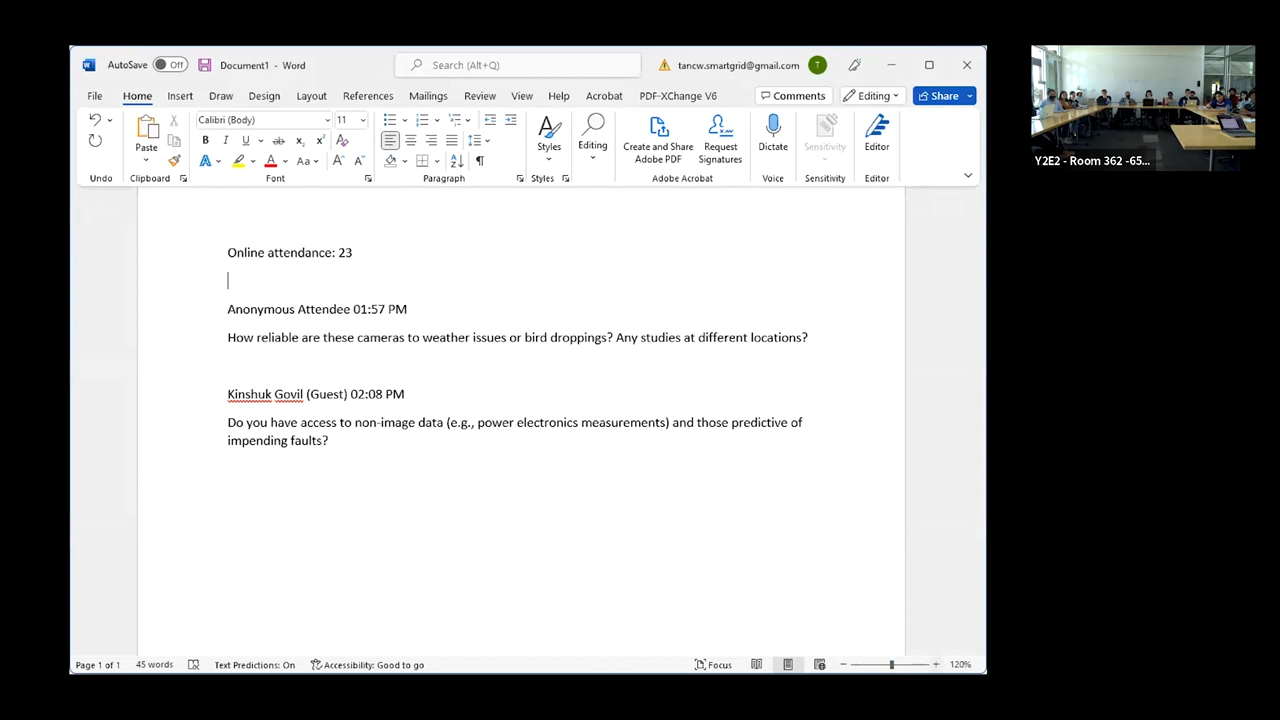 AutoSave Off Document1 - Word Search (Alt+Q) tancw.smartgrid@gmail.com T
File Home Insert Draw Design Layout References Mailings Review View Help Acrobat PDF-XChange V6 Comments Editing Share
Calibri (Body) 11
Paste Styles Editing Create and Share Adobe PDF Request Signatures Dictate Sensitivity Editor
Undo Clipboard Font Paragraph Styles Adobe Acrobat Voice Sensitivity Editor
Online attendance: 23
Anonymous Attendee 01:57 PM
How reliable are these cameras to weather issues or bird droppings? Any studies at different locations?
Kinshuk Govil (Guest) 02:08 PM
Do you have access to non-image data (e.g., power electronics measurements) and those predictive of
impending faults?
Page 1 of 1 45 words Text Predictions: On Accessibility: Good to go Focus 120%
Y2E2 - Room 362 -65...